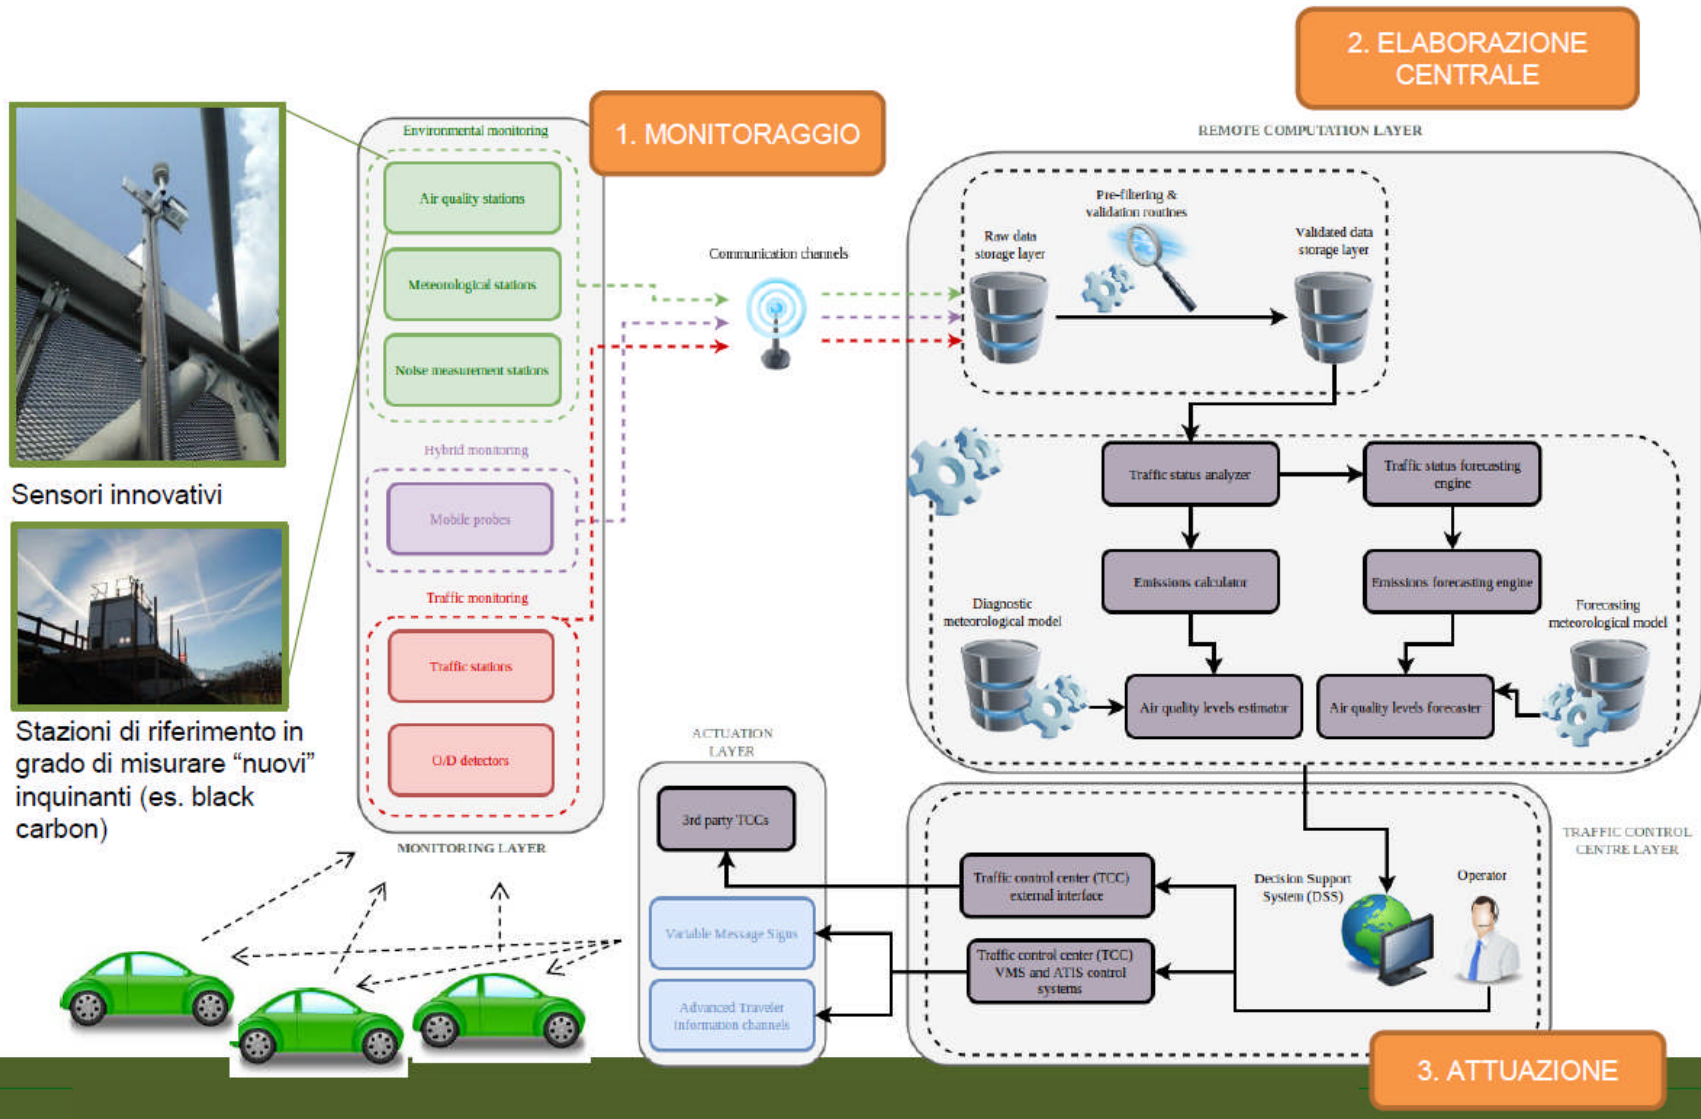 2. ELABORAZIONE
CENTRALE
1. MONITORAGGIO
Environmental monitoring
Air quality stations
Meteorological stations
Noise measurement stations
Hybrid monitoring
Mobile probes
Traffic monitoring
Traffic stations
O/D detectors
MONITORING LAYER
Sensori innovativi
Stazioni di riferimento in
grado di misurare “nuovi”
inquinanti (es. black
carbon)
Communication channels
REMOTE COMPUTATION LAYER
Raw data
storage layer
Pre-filtering &
validation routines
Validated data
storage layer
Traffic status analyzer
Traffic status forecasting
engine
Emissions calculator
Emissions forecasting engine
Diagnostic
meteorological model
Forecasting
meteorological model
Air quality levels estimator
Air quality levels forecaster
ACTUATION
LAYER
3rd party TCCs
Variable Message Signs
Advanced Traveler
information channels
TRAFFIC CONTROL
CENTRE LAYER
Traffic control center (TCC)
external interface
Traffic control center (TCC)
VMS and ATIS control
systems
Decision Support
System (DSS)
Operator
3. ATTUAZIONE